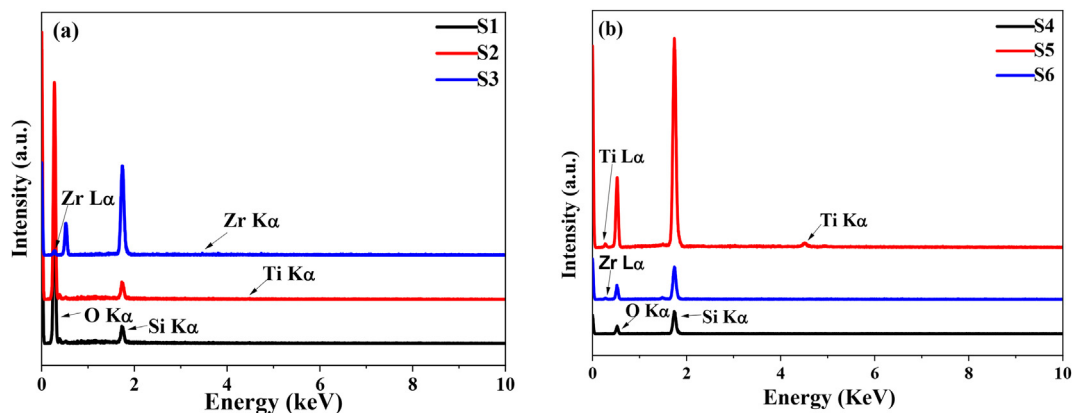 (a)
S1
S2
S3
Intensity (a.u.)
Zr Lα
Zr Kα
Ti Kα
O Kα
Si Kα
0 2 4 6 8 10
Energy (keV)
(b)
S4
S5
S6
Intensity (a.u.)
Ti Lα
Ti Kα
Zr Lα
O Kα
Si Kα
0 2 4 6 8 10
Energy (KeV)